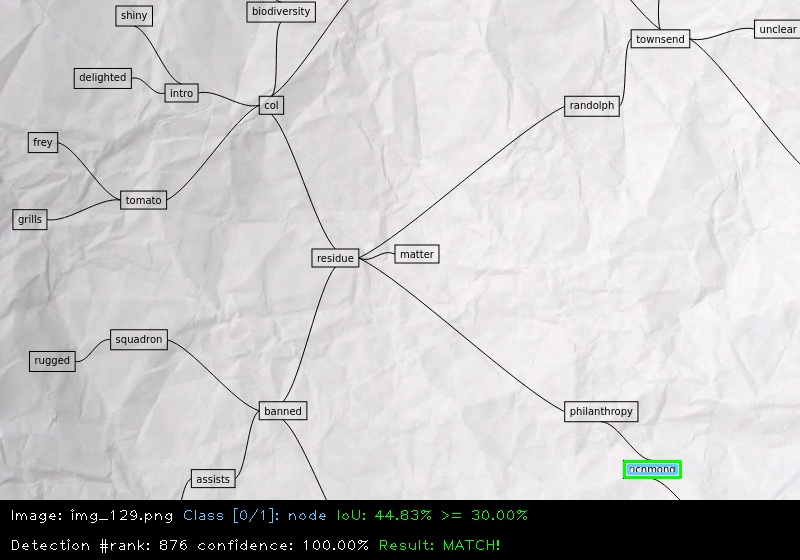 shiny
biodiversity
unclear
townsend
delighted
intro
col
randolph
frey
tomato
grills
residue
matter
squadron
rugged
banned
philanthropy
richmond
assists
Image: img_129.png Class [0/1]: node IoU: 44.83% >= 30.00%
Detection #rank: 876 confidence: 100.00% Result: MATCH!